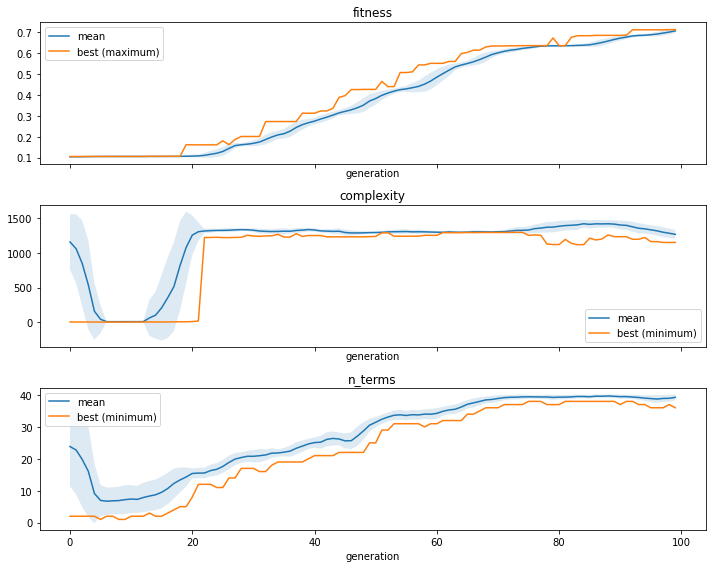 fitness
0.7
0.6
0.5
0.4
0.3
0.2
0.1
mean
best (maximum)
generation
complexity
1500
1000
500
0
mean
best (minimum)
generation
n_terms
40
30
20
10
0
mean
best (minimum)
0 20 40 60 80 100
generation